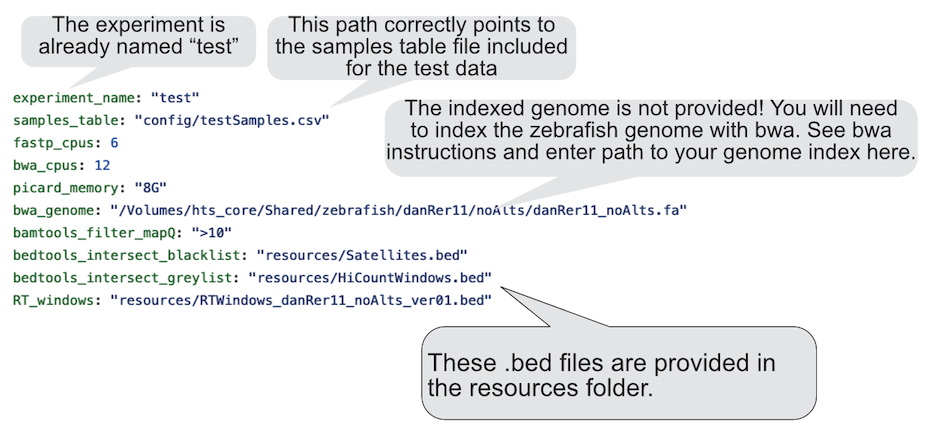 The experiment is
already named “test”
This path correctly points to
the samples table file included
for the test data
experiment_name: "test"
samples_table: "config/testSamples.csv"
The indexed genome is not provided! You will need
to index the zebrafish genome with bwa. See bwa
instructions and enter path to your genome index here.
fastp_cpus: 6
bwa_cpus: 12
picard_memory: "8G"
bwa_genome: "/Volumes/hts_core/Shared/zebrafish/danRer11/noAlts/danRer11_noAlts.fa"
bamtools_filter_mapQ: ">10"
bedtools_intersect_blacklist: "resources/Satellites.bed"
bedtools_intersect_greylist: "resources/HiCountWindows.bed"
RT_windows: "resources/RTWindows_danRer11_noAlts_ver01.bed"
These .bed files are provided in
the resources folder.